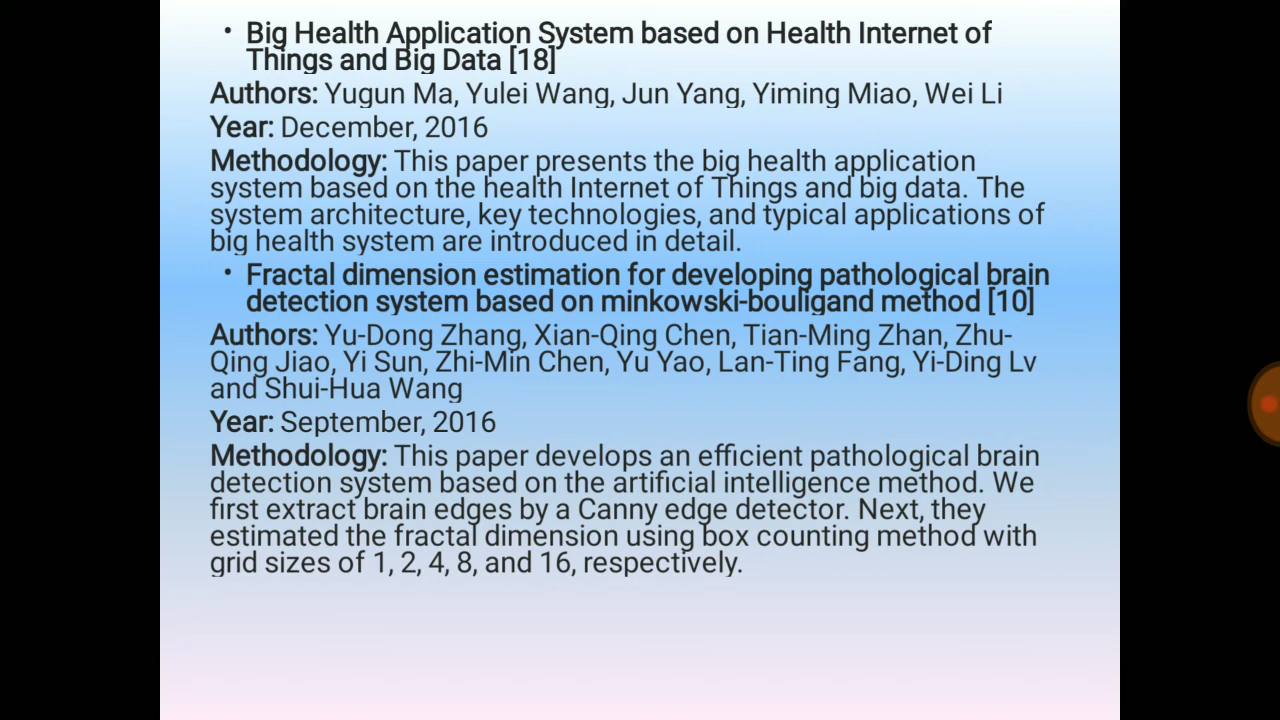 • Big Health Application System based on Health Internet of
Things and Big Data [18]
Authors: Yugun Ma, Yulei Wang, Jun Yang, Yiming Miao, Wei Li
Year: December, 2016
Methodology: This paper presents the big health application
system based on the health Internet of Things and big data. The
system architecture, key technologies, and typical applications of
big health system are introduced in detail.
• Fractal dimension estimation for developing pathological brain
detection system based on minkowski-bouligand method [10]
Authors: Yu-Dong Zhang, Xian-Qing Chen, Tian-Ming Zhan, Zhu-
Qing Jiao, Yi Sun, Zhi-Min Chen, Yu Yao, Lan-Ting Fang, Yi-Ding Lv
and Shui-Hua Wang
Year: September, 2016
Methodology: This paper develops an efficient pathological brain
detection system based on the artificial intelligence method. We
first extract brain edges by a Canny edge detector. Next, they
estimated the fractal dimension using box counting method with
grid sizes of 1, 2, 4, 8, and 16, respectively.